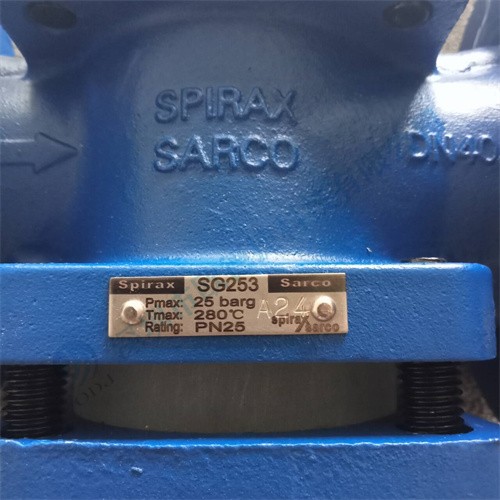 SPIRAX
SARCO
DN40
Spirax SG253 Sarco
Pmax: 25 barg
Tmax: 280℃
Rating: PN25
A24
spirax
sarco